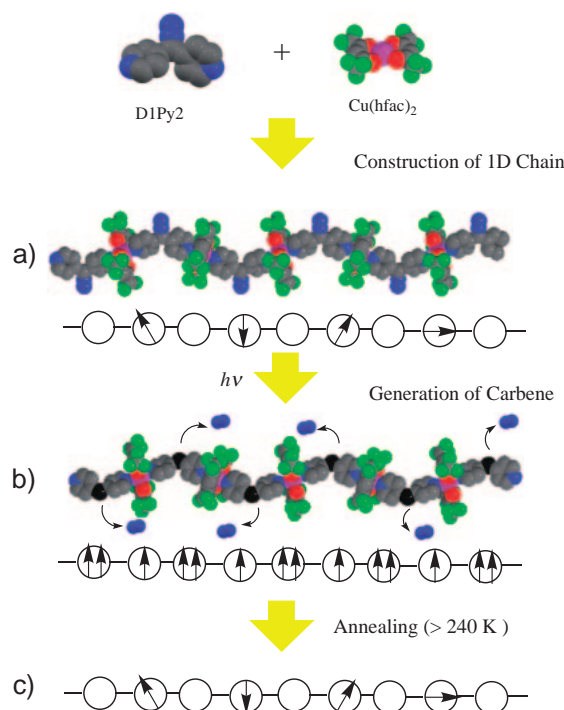 +
D1Py2
Cu(hfac)₂
Construction of 1D Chain
a)
hν
Generation of Carbene
b)
Annealing (> 240 K )
c)